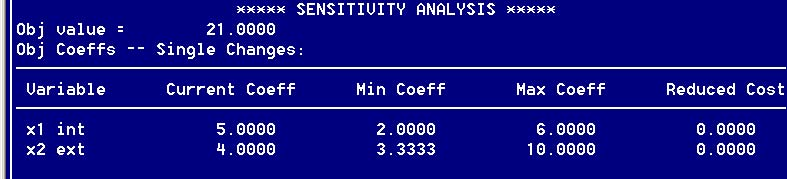 ***** SENSITIVITY ANALYSIS *****
Obj value = 21.0000
Obj Coeffs -- Single Changes:
Variable Current Coeff Min Coeff Max Coeff Reduced Cost
x1 int 5.0000 2.0000 6.0000 0.0000
x2 ext 4.0000 3.3333 10.0000 0.0000